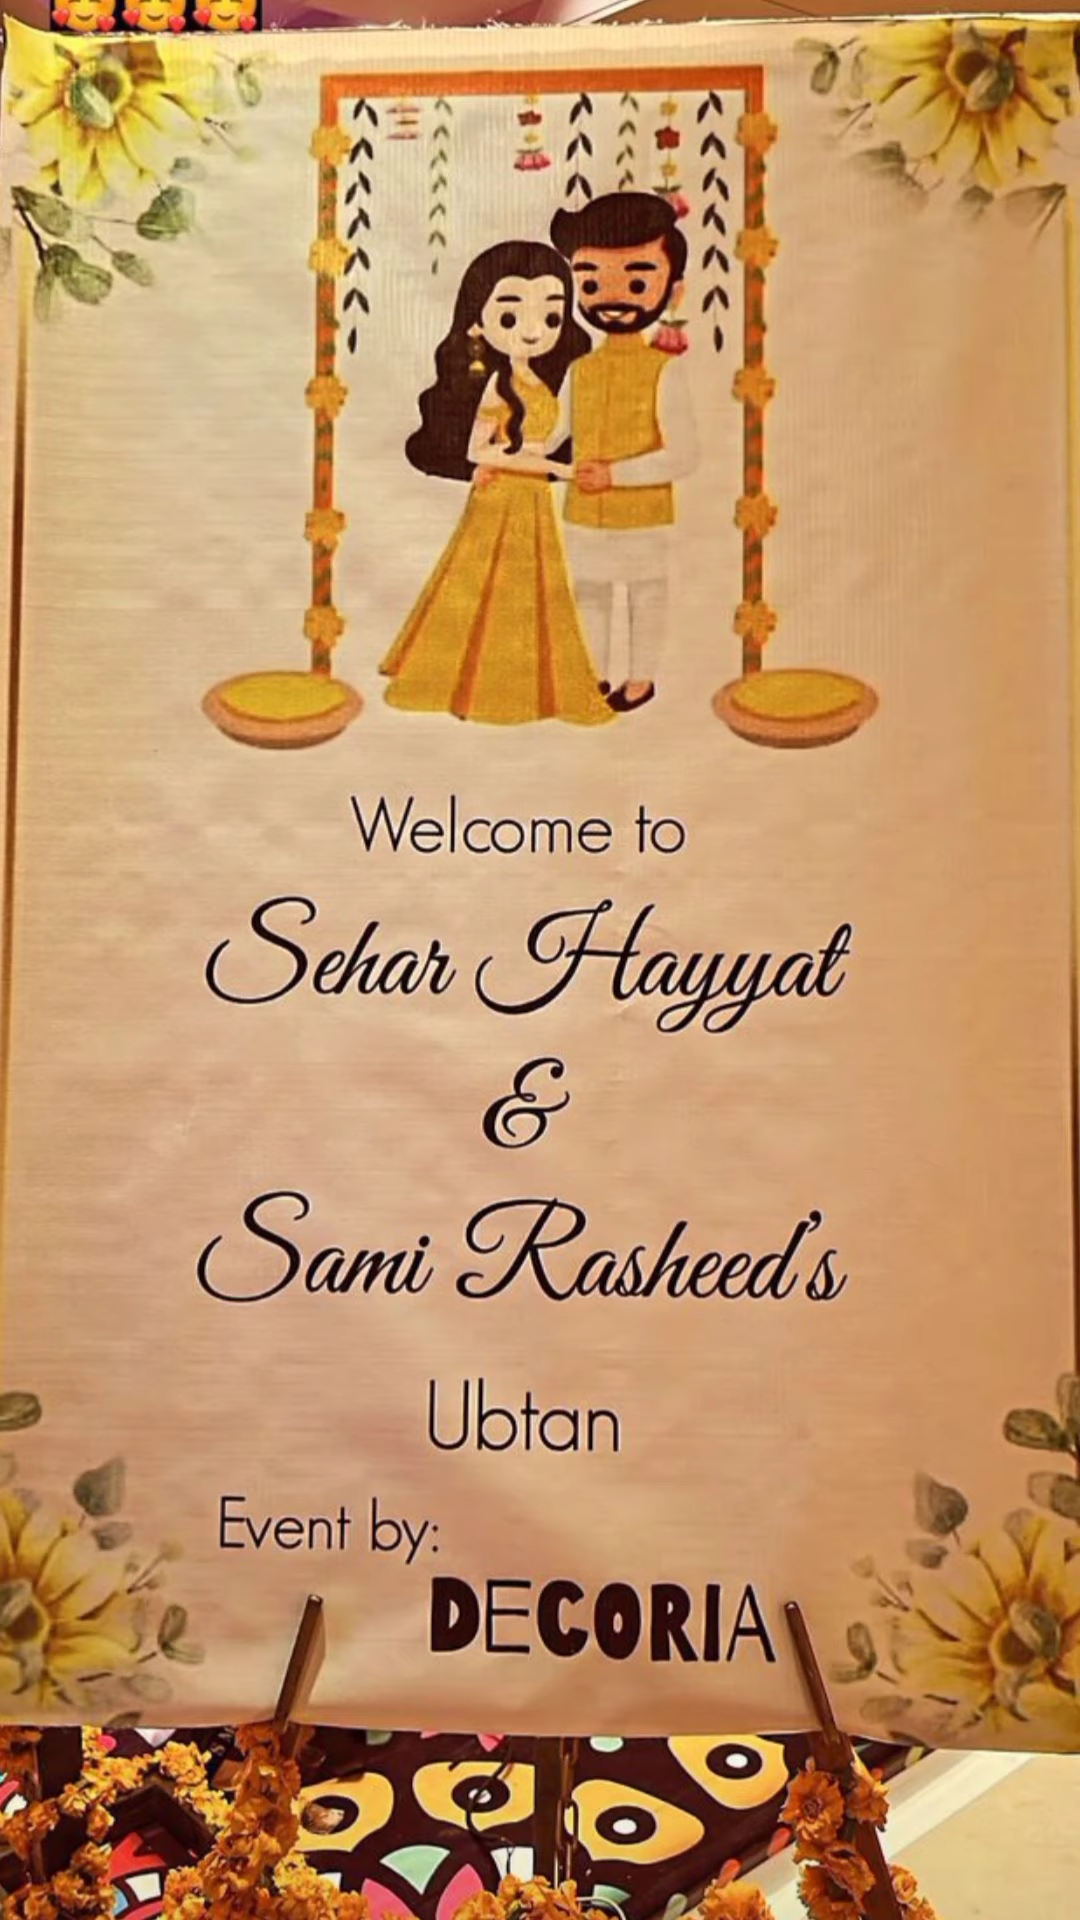 Welcome to
Sehar Hayyat
&
Sami Rasheed's
Ubtan
Event by:
DECORIA